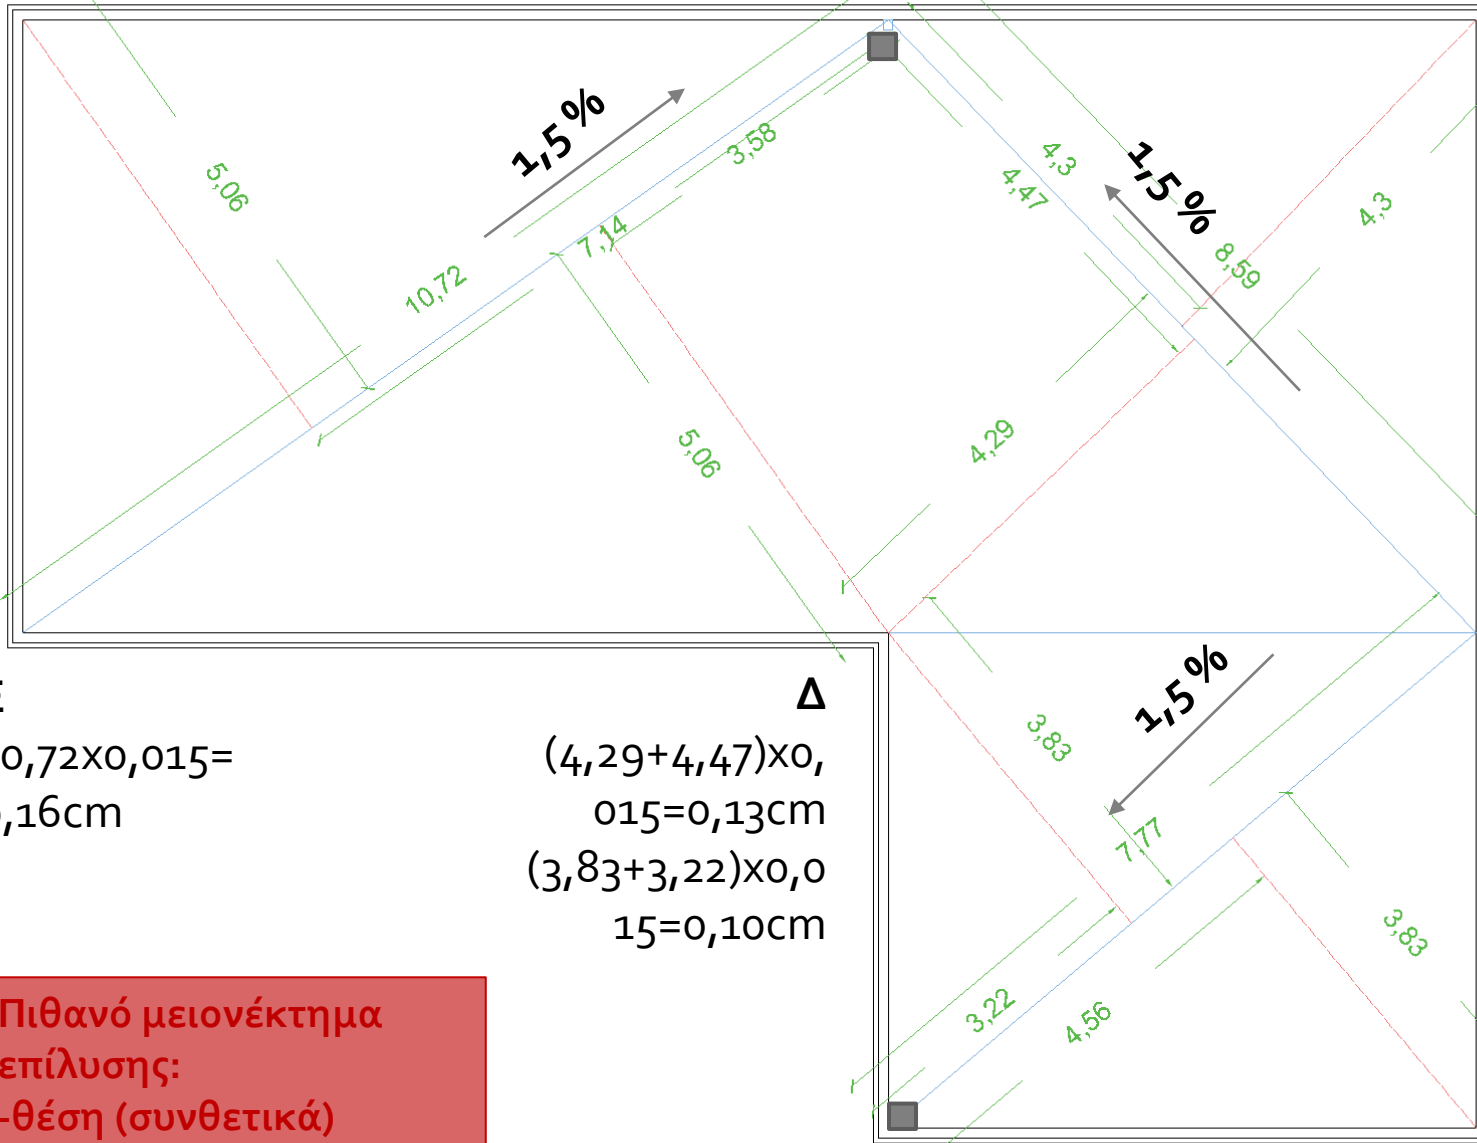 1,5%
5,06
3,58
4,3
4,47
1,5%
4,3
7,14
10,72
8,59
5,06
4,29
1,5%
3,83
7,77
3,83
3,22
4,56
0,72x0,015=
,16cm
Δ
(4,29+4,47)x0,
015=0,13cm
(3,83+3,22)x0,0
15=0,10cm
Πιθανό μειονέκτημα
επίλυσης:
-θέση (συνθετικά)